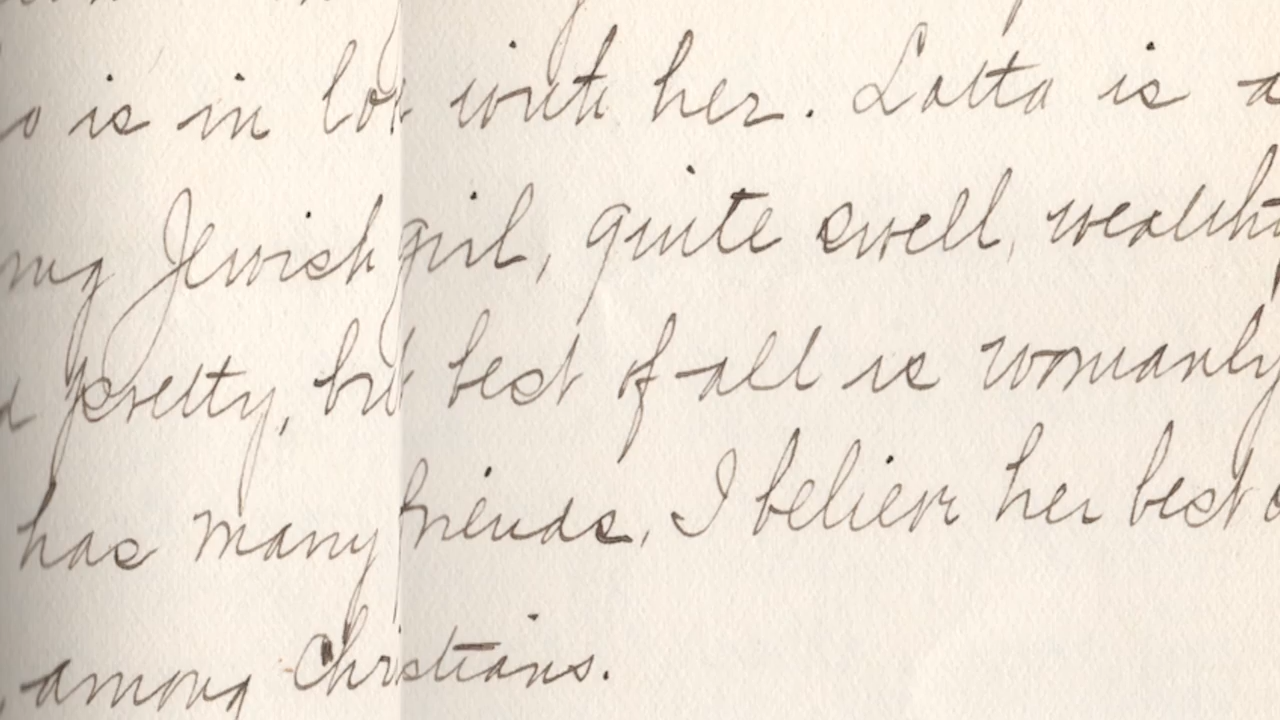 is in love with her. Lotta is a
Jewish girl, quite swell, wealthy
pretty, but best of all is womanly
has many friends, I believe her best
among Christians.